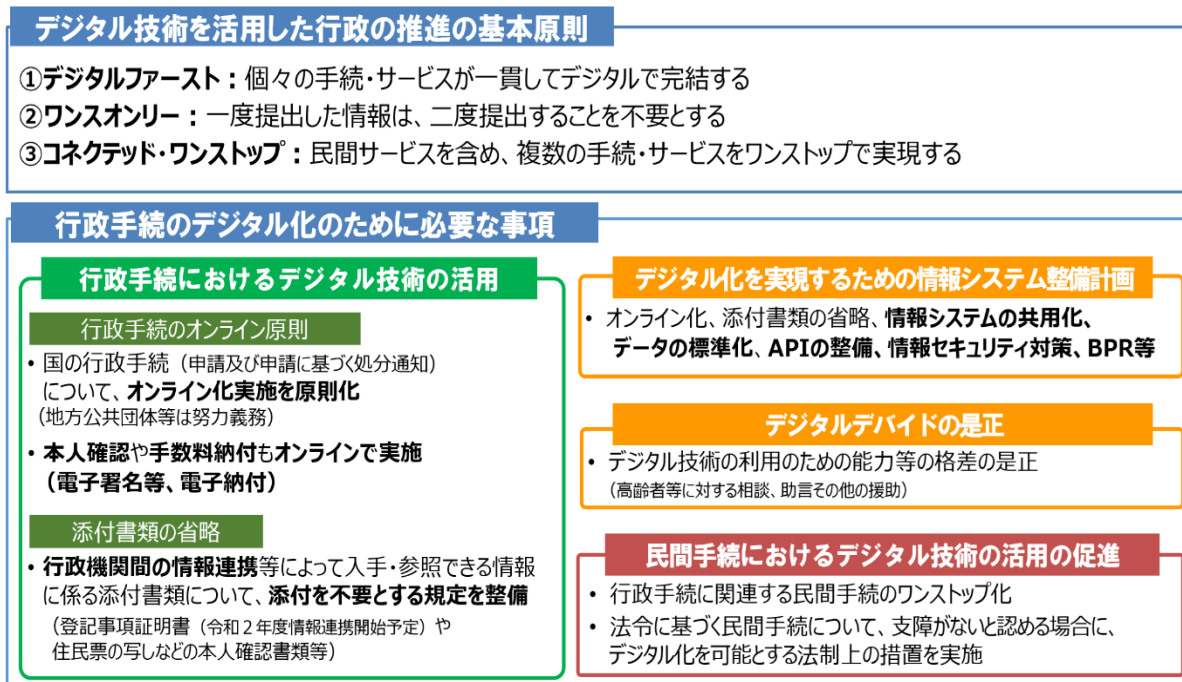 デジタル技術を活用した行政の推進の基本原則
①デジタルファースト：個々の手続・サービスが一貫してデジタルで完結する
②ワンスオンリー：一度提出した情報は、二度提出することを不要とする
③コネクテッド・ワンストップ：民間サービスを含め、複数の手続・サービスをワンストップで実現する
行政手続のデジタル化のために必要な事項
行政手続におけるデジタル技術の活用
行政手続のオンライン原則
・国の行政手続（申請及び申請に基づく処分通知）
について、オンライン化実施を原則化
（地方公共団体等は努力義務）
・本人確認や手数料納付もオンラインで実施
（電子署名等、電子納付）
添付書類の省略
・行政機関間の情報連携等によって入手・参照できる情報
に係る添付書類について、添付を不要とする規定を整備
（登記事項証明書（令和２年度情報連携開始予定）や
住民票の写しなどの本人確認書類等）
デジタル化を実現するための情報システム整備計画
・オンライン化、添付書類の省略、情報システムの共用化、
データの標準化、APIの整備、情報セキュリティ対策、BPR等
デジタルデバイドの是正
・デジタル技術の利用のための能力等の格差の是正
（高齢者等に対する相談、助言その他の援助）
民間手続におけるデジタル技術の活用の促進
・行政手続に関連する民間手続のワンストップ化
・法令に基づく民間手続について、支障がないと認める場合に、
デジタル化を可能とする法制上の措置を実施